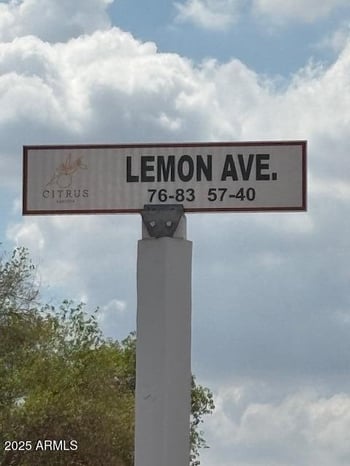 LEMON AVE.
CITRUS
76-83 57-40
2025 ARMLS